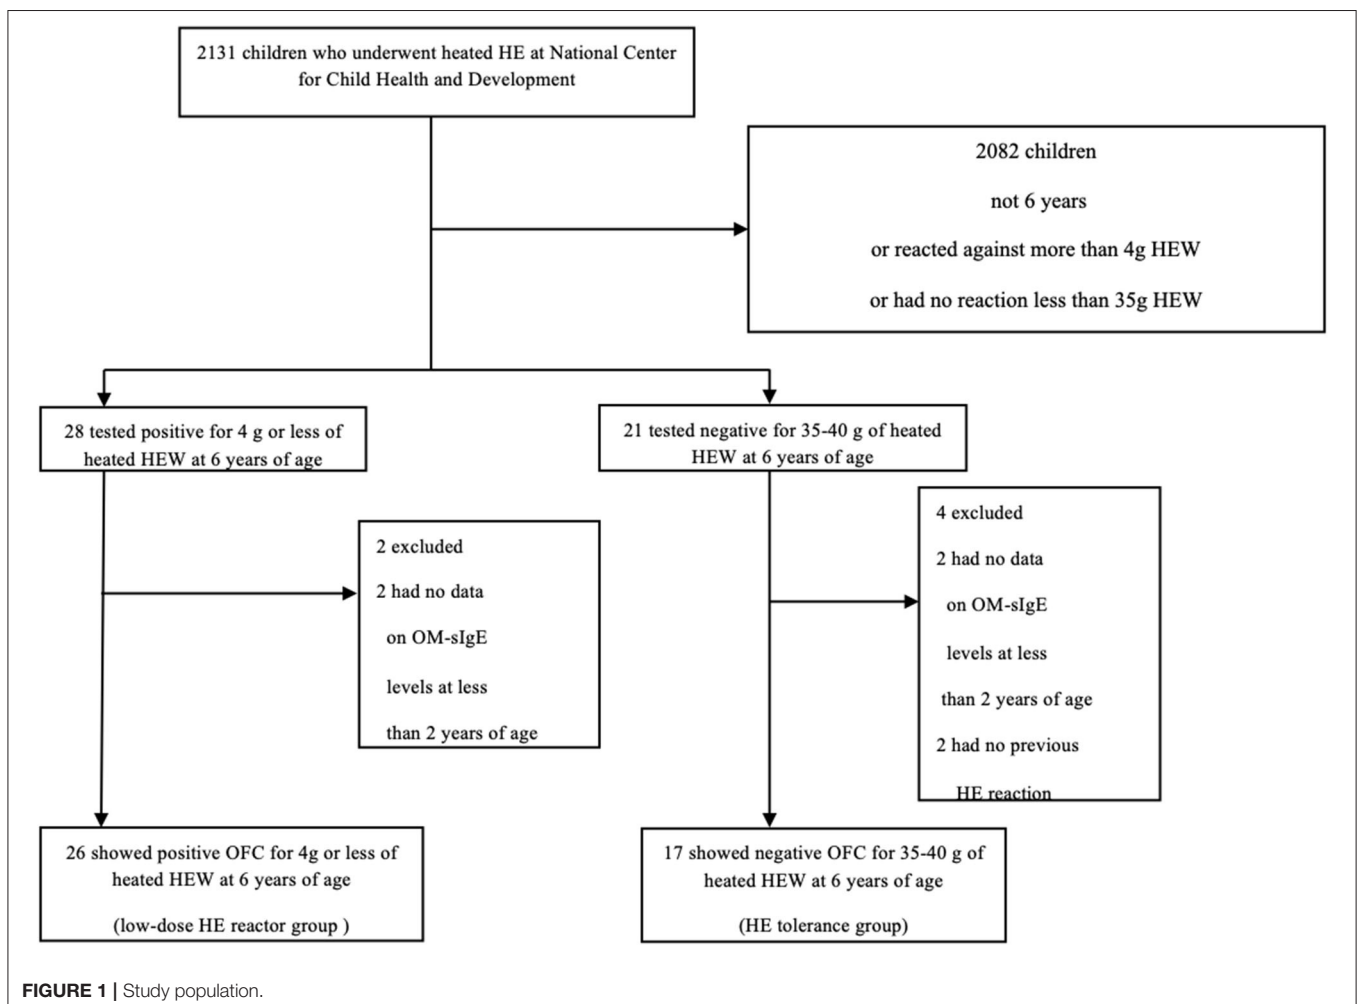 2131 children who underwent heated HE at National Center
for Child Health and Development
2082 children
not 6 years
or reacted against more than 4g HEW
or had no reaction less than 35g HEW
28 tested positive for 4 g or less of
heated HEW at 6 years of age
21 tested negative for 35-40 g of heated
HEW at 6 years of age
2 excluded
2 had no data
on OM-sIgE
levels at less
than 2 years of age
4 excluded
2 had no data
on OM-sIgE
levels at less
than 2 years of age
2 had no previous
HE reaction
26 showed positive OFC for 4g or less of
heated HEW at 6 years of age
(low-dose HE reactor group )
17 showed negative OFC for 35-40 g of
heated HEW at 6 years of age
(HE tolerance group)
FIGURE 1 | Study population.